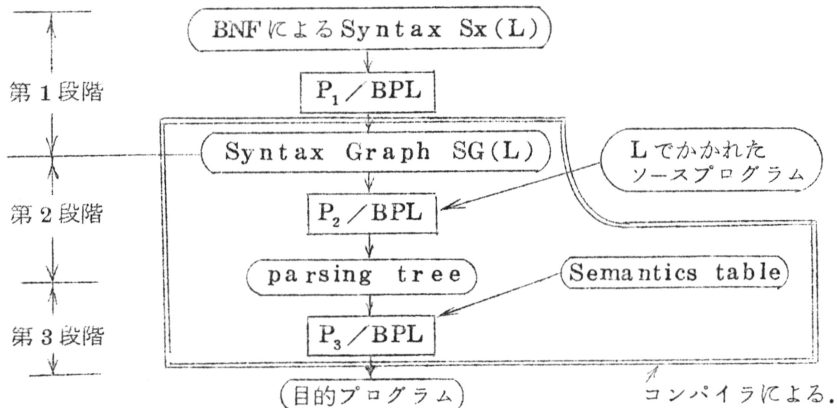 BNFによるSyntax Sx(L)
第1段階
P₁／BPL
Syntax Graph SG(L)
Lでかかれた
ソースプログラム
第2段階
P₂／BPL
parsing tree
Semantics table
第3段階
P₃／BPL
目的プログラム
コンパイラによる.